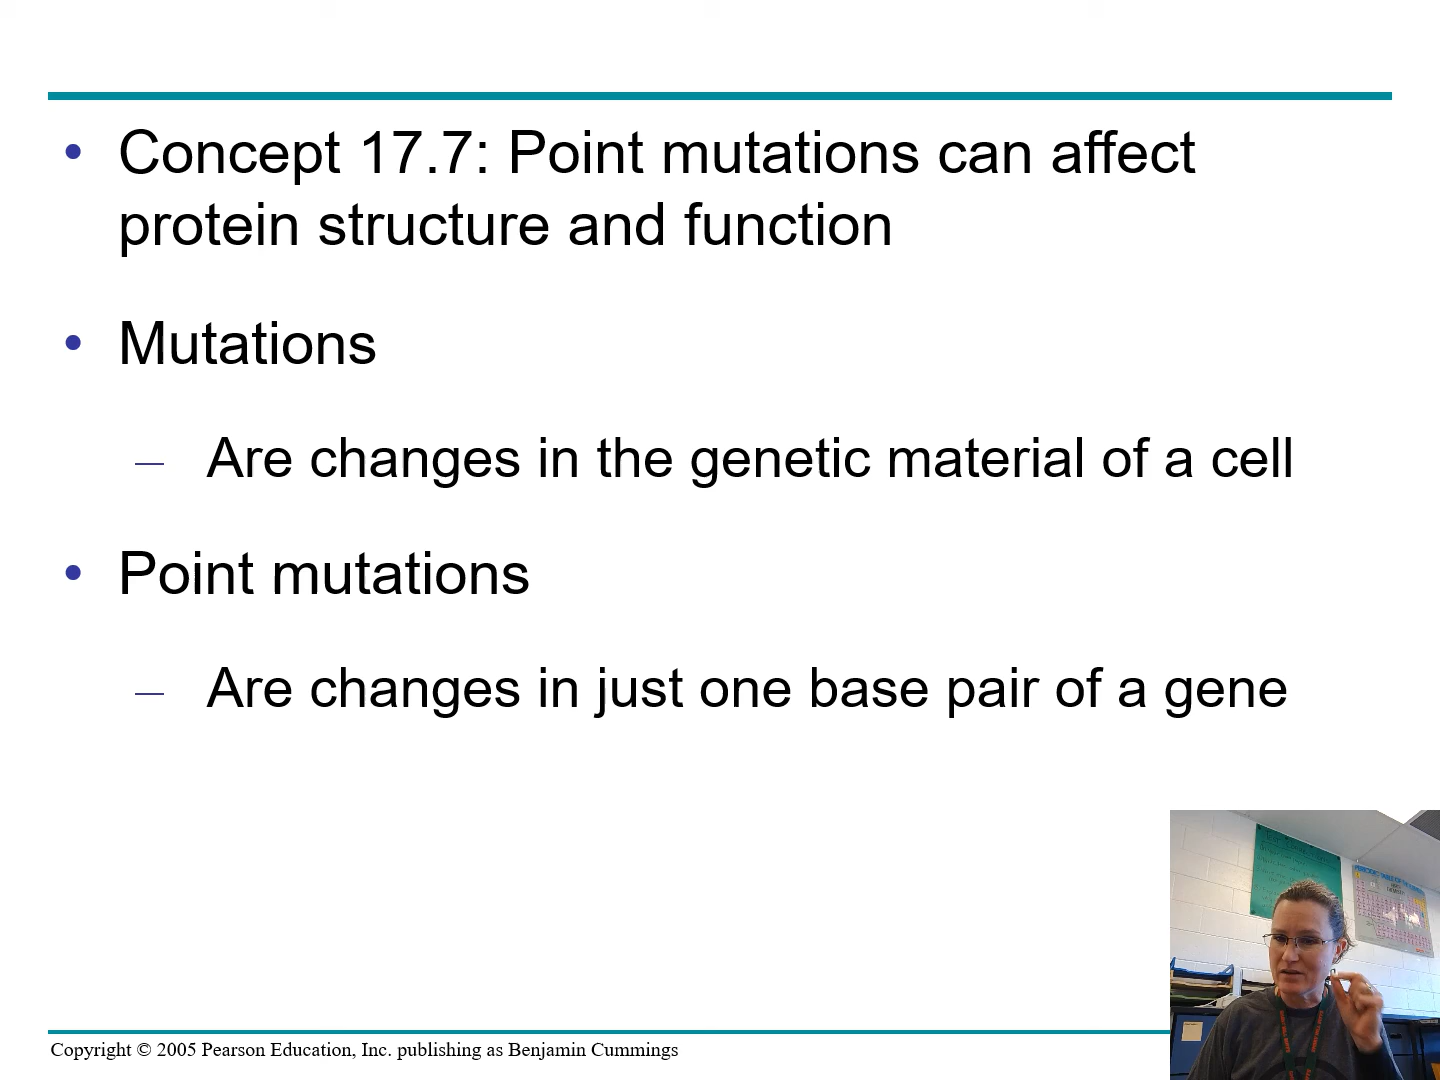 • Concept 17.7: Point mutations can affect
protein structure and function
• Mutations
– Are changes in the genetic material of a cell
• Point mutations
– Are changes in just one base pair of a gene
Copyright © 2005 Pearson Education, Inc. publishing as Benjamin Cummings